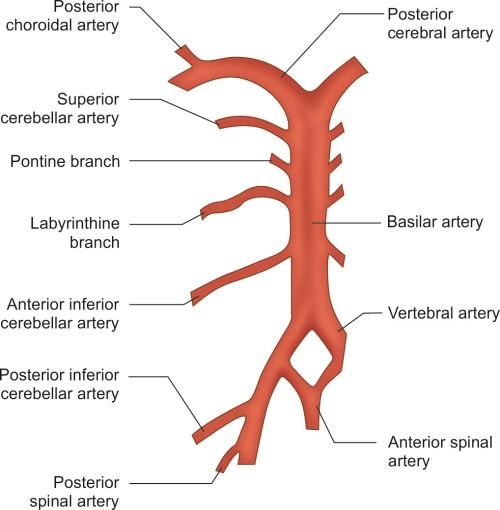 Posterior
choroidal artery
Posterior
cerebral artery
Superior
cerebellar artery
Pontine branch
Labyrinthine
branch
Basilar artery
Anterior inferior
cerebellar artery
Vertebral artery
Posterior inferior
cerebellar artery
Anterior spinal
artery
Posterior
spinal artery